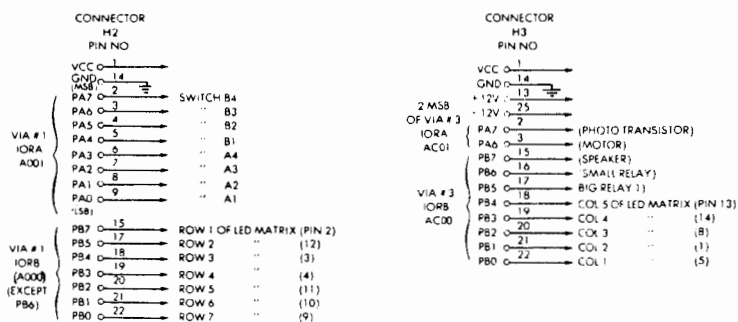 CONNECTOR
H2
PIN NO
VCC 1
GND 14
(MSB) 2
PA7 SWITCH B4
PA6 3 " B3
PA5 4 " B2
PA4 5 " B1
PA3 6 " A4
PA2 7 " A3
PA1 8 " A2
PA0 9 " A1
(LSB)
VIA #1
IORA
A001
PB7 15 ROW 1 OF LED MATRIX (PIN 2)
PB5 17 ROW 2 " (12)
PB4 18 ROW 3 " (3)
PB3 19 ROW 4 " (4)
PB2 20 ROW 5 " (11)
PB1 21 ROW 6 " (10)
PB0 22 ROW 7 " (9)
VIA #1
IORB
(A000)
(EXCEPT
PB6)
CONNECTOR
H3
PIN NO
VCC 1
GND 14
+12V 13
+12V 25
2 MSB
OF VIA #3
IORA
AC01
PA7 2 (PHOTO TRANSISTOR)
PA6 3 (MOTOR)
PB7 15 (SPEAKER)
PB6 16 (SMALL RELAY)
PB5 17 BIG RELAY 1)
PB4 18 COL 5 OF LED MATRIX (PIN 13)
PB3 19 COL 4 " (14)
PB2 20 COL 3 " (8)
PB1 21 COL 2 " (1)
PB0 22 COL 1 " (5)
VIA #3
IORB
AC00